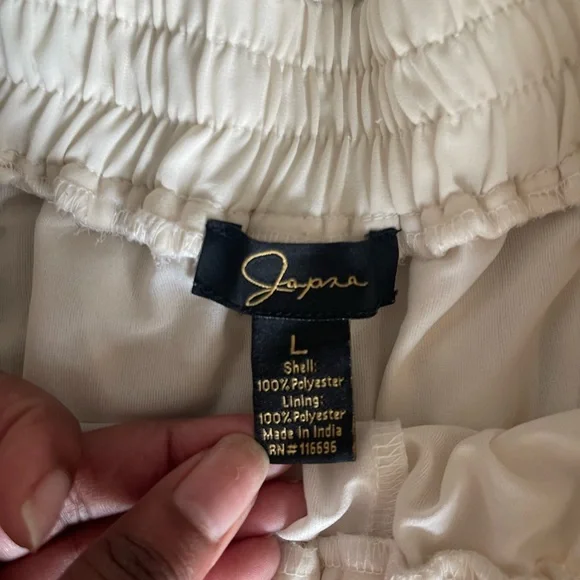 Japna
L
Shell:
100% Polyester
Lining:
100% Polyester
Made in India
RN# 116696